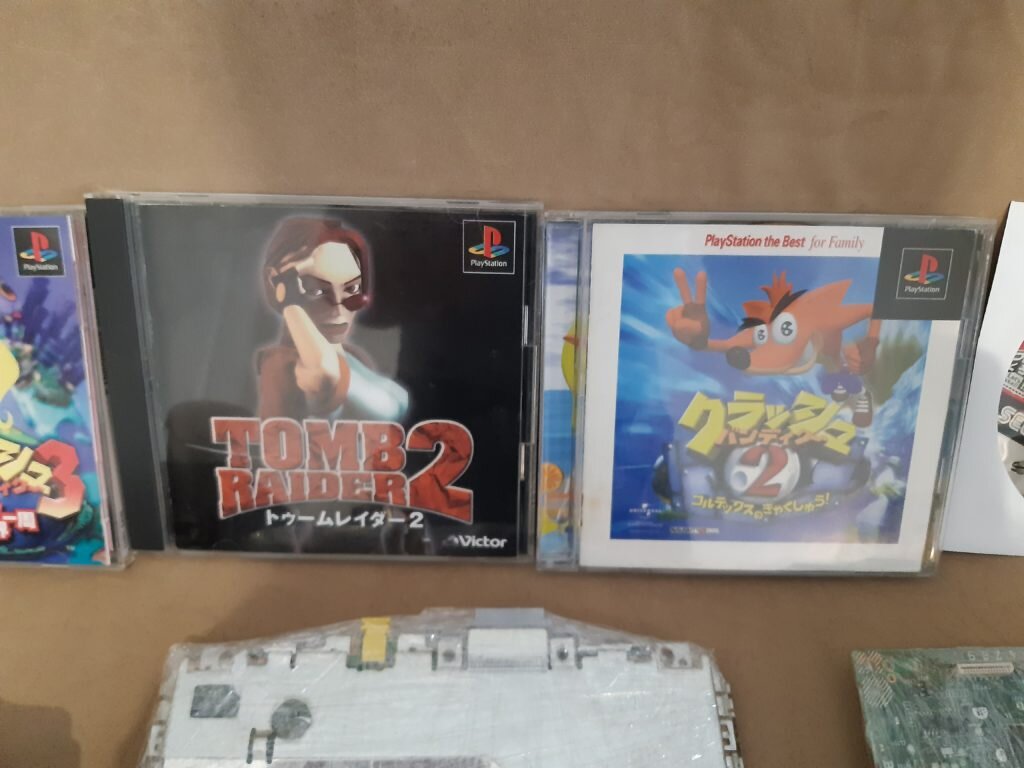 PlayStation
3
PlayStation
TOMB
RAIDER 2
トゥームレイダー2
Victor
PlayStation the Best for Family
PlayStation
クラッシュ
バンディクー
2
コルテックスのぎゃくしゅう!
UNIVERSAL